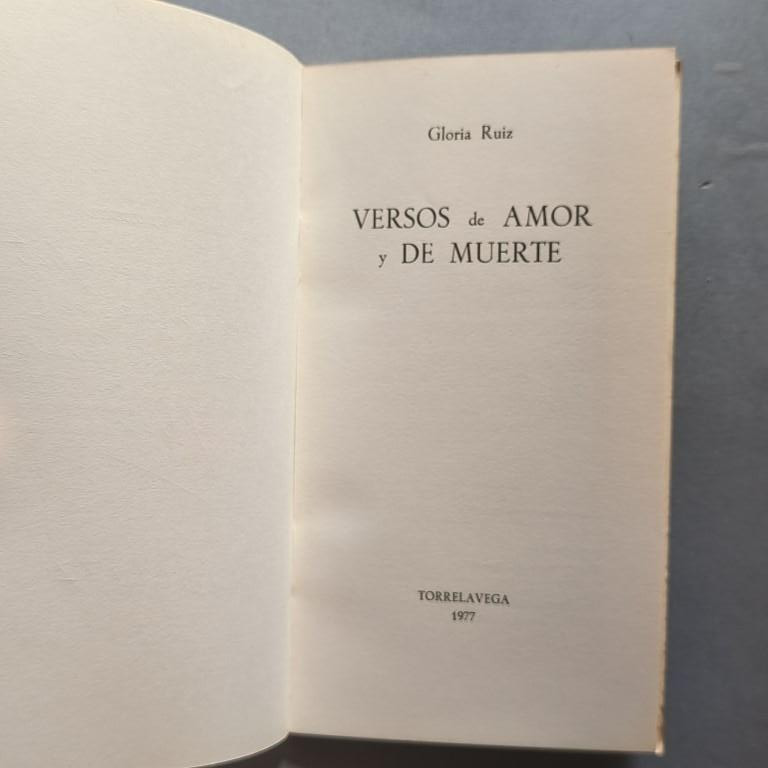 Gloria Ruiz
VERSOS de AMOR
y DE MUERTE
TORRELAVEGA
1977